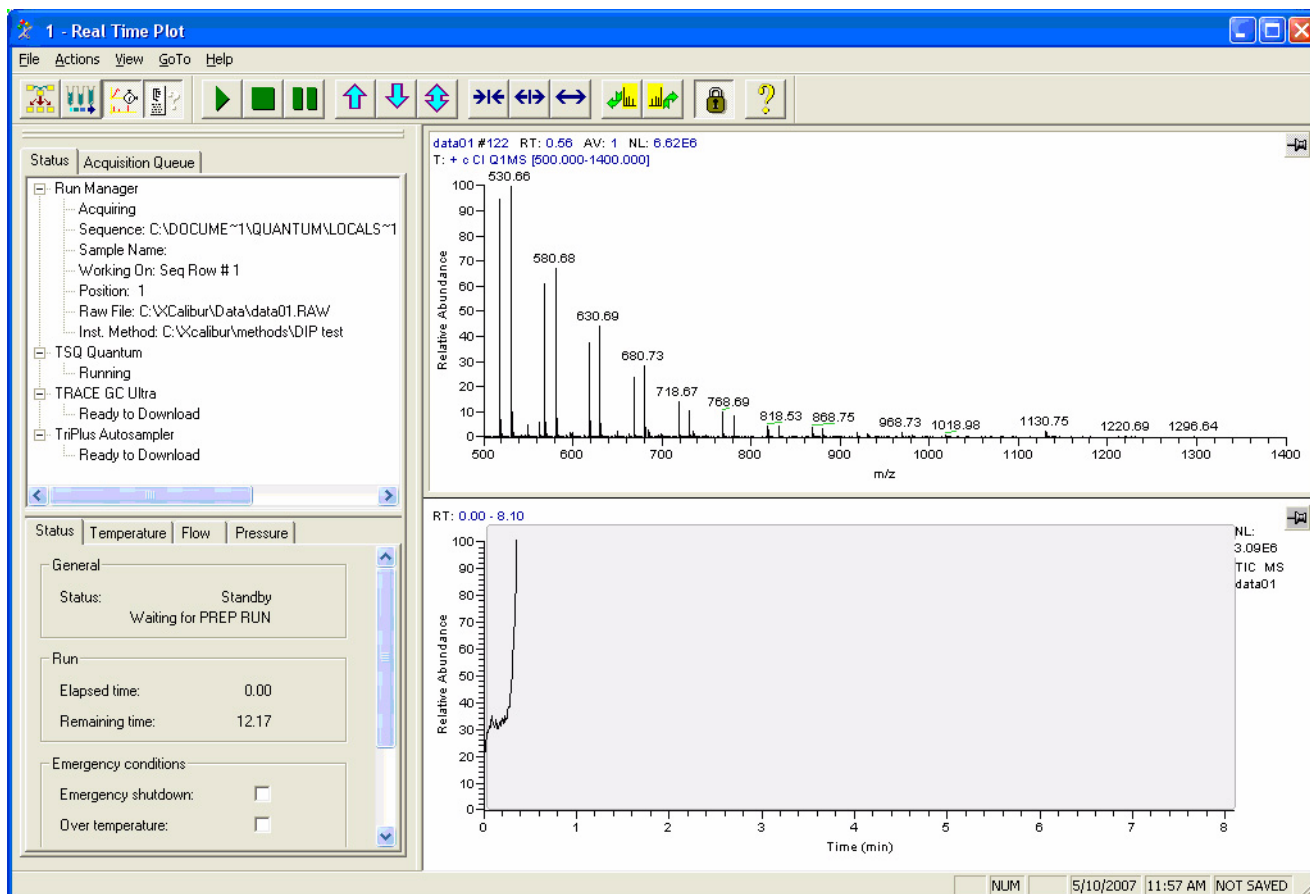 1 - Real Time Plot
File Actions View GoTo Help
Status Acquisition Queue
Run Manager
Acquiring
Sequence: C:\DOCUME~1\QUANTUM\LOCALS~1
Sample Name:
Working On: Seq Row # 1
Position: 1
Raw File: C:\XCalibur\Data\data01.RAW
Inst. Method: C:\Xcalibur\methods\DIP test
TSQ Quantum
Running
TRACE GC Ultra
Ready to Download
TriPlus Autosampler
Ready to Download
Status Temperature Flow Pressure
General
Status: Standby
Waiting for PREP RUN
Run
Elapsed time: 0.00
Remaining time: 12.17
Emergency conditions
Emergency shutdown:
Over temperature:
data01 #122 RT: 0.56 AV: 1 NL: 6.62E6
T: + c CI Q1MS [500.000-1400.000]
530.66
580.68
630.69
680.73
718.67
768.69
818.53
868.75
968.73
1018.98
1130.75
1220.69
1296.64
100
90
80
70
60
50
40
30
20
10
0
Relative Abundance
500 600 700 800 900 1000 1100 1200 1300 1400
m/z
RT: 0.00 - 8.10
NL:
3.09E6
TIC MS
data01
100
90
80
70
60
50
40
30
20
10
0
Relative Abundance
0 1 2 3 4 5 6 7 8
Time (min)
NUM 5/10/2007 11:57 AM NOT SAVED